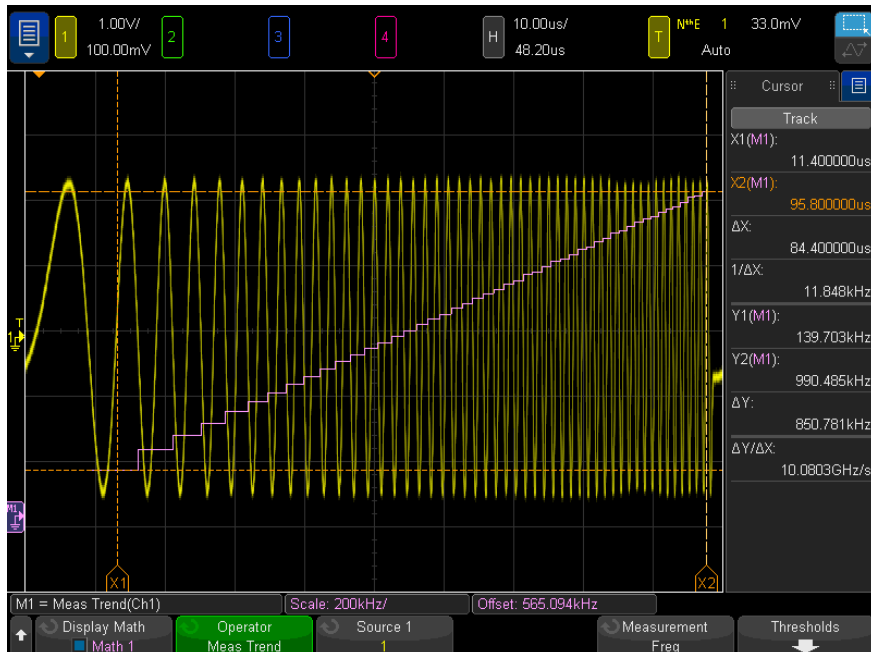 1.00V/
1 2 3 4
100.00mV
H
10.00us/
48.20us
T
NthE 1 33.0mV
Auto
Cursor
Track
X1(M1):
11.400000us
X2(M1):
95.800000us
ΔX:
84.400000us
1/ΔX:
11.848kHz
Y1(M1):
139.703kHz
Y2(M1):
990.485kHz
ΔY:
850.781kHz
ΔY/ΔX:
10.0803GHz/s
T
1
M1
X1
X2
M1 = Meas Trend(Ch1)
Scale: 200kHz/
Offset: 565.094kHz
Display Math
Math 1
Operator
Meas Trend
Source 1
1
Measurement
Freq
Thresholds